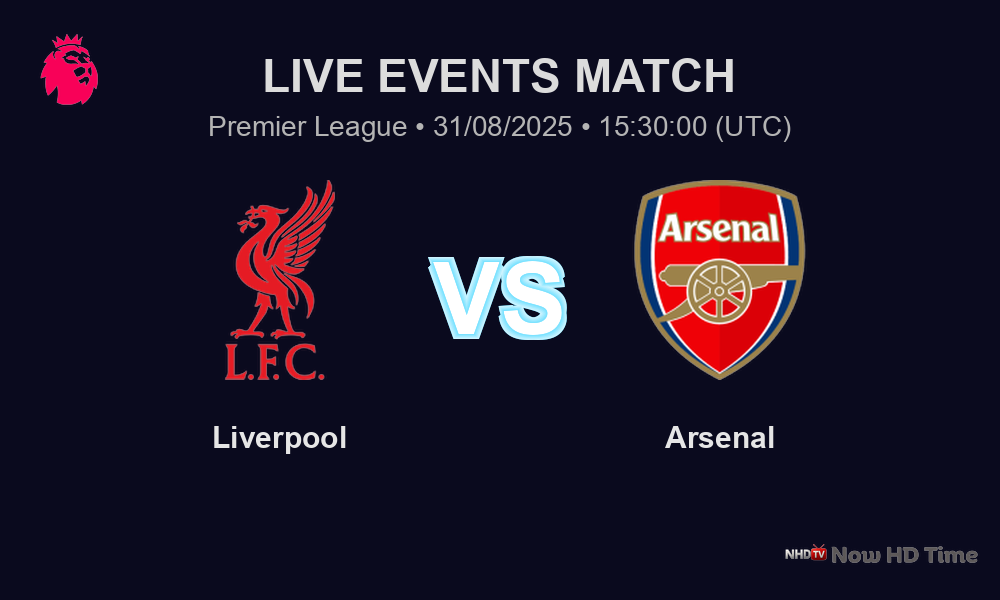 LIVE EVENTS MATCH
Premier League • 31/08/2025 • 15:30:00 (UTC)
Arsenal
VS
L.F.C.
Liverpool
Arsenal
NHDTV Now HD Time